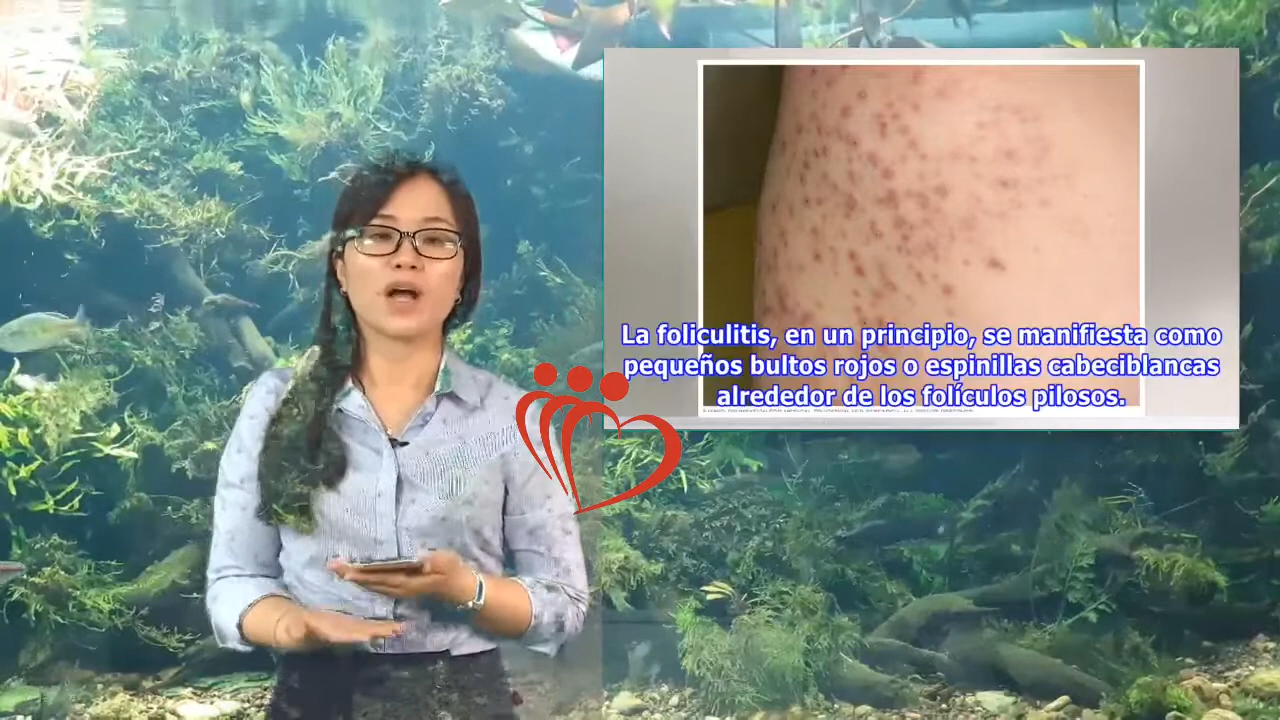 La foliculitis, en un principio, se manifiesta como
pequeños bultos rojos o espinillas cabeciblancas
alrededor de los folículos pilosos.